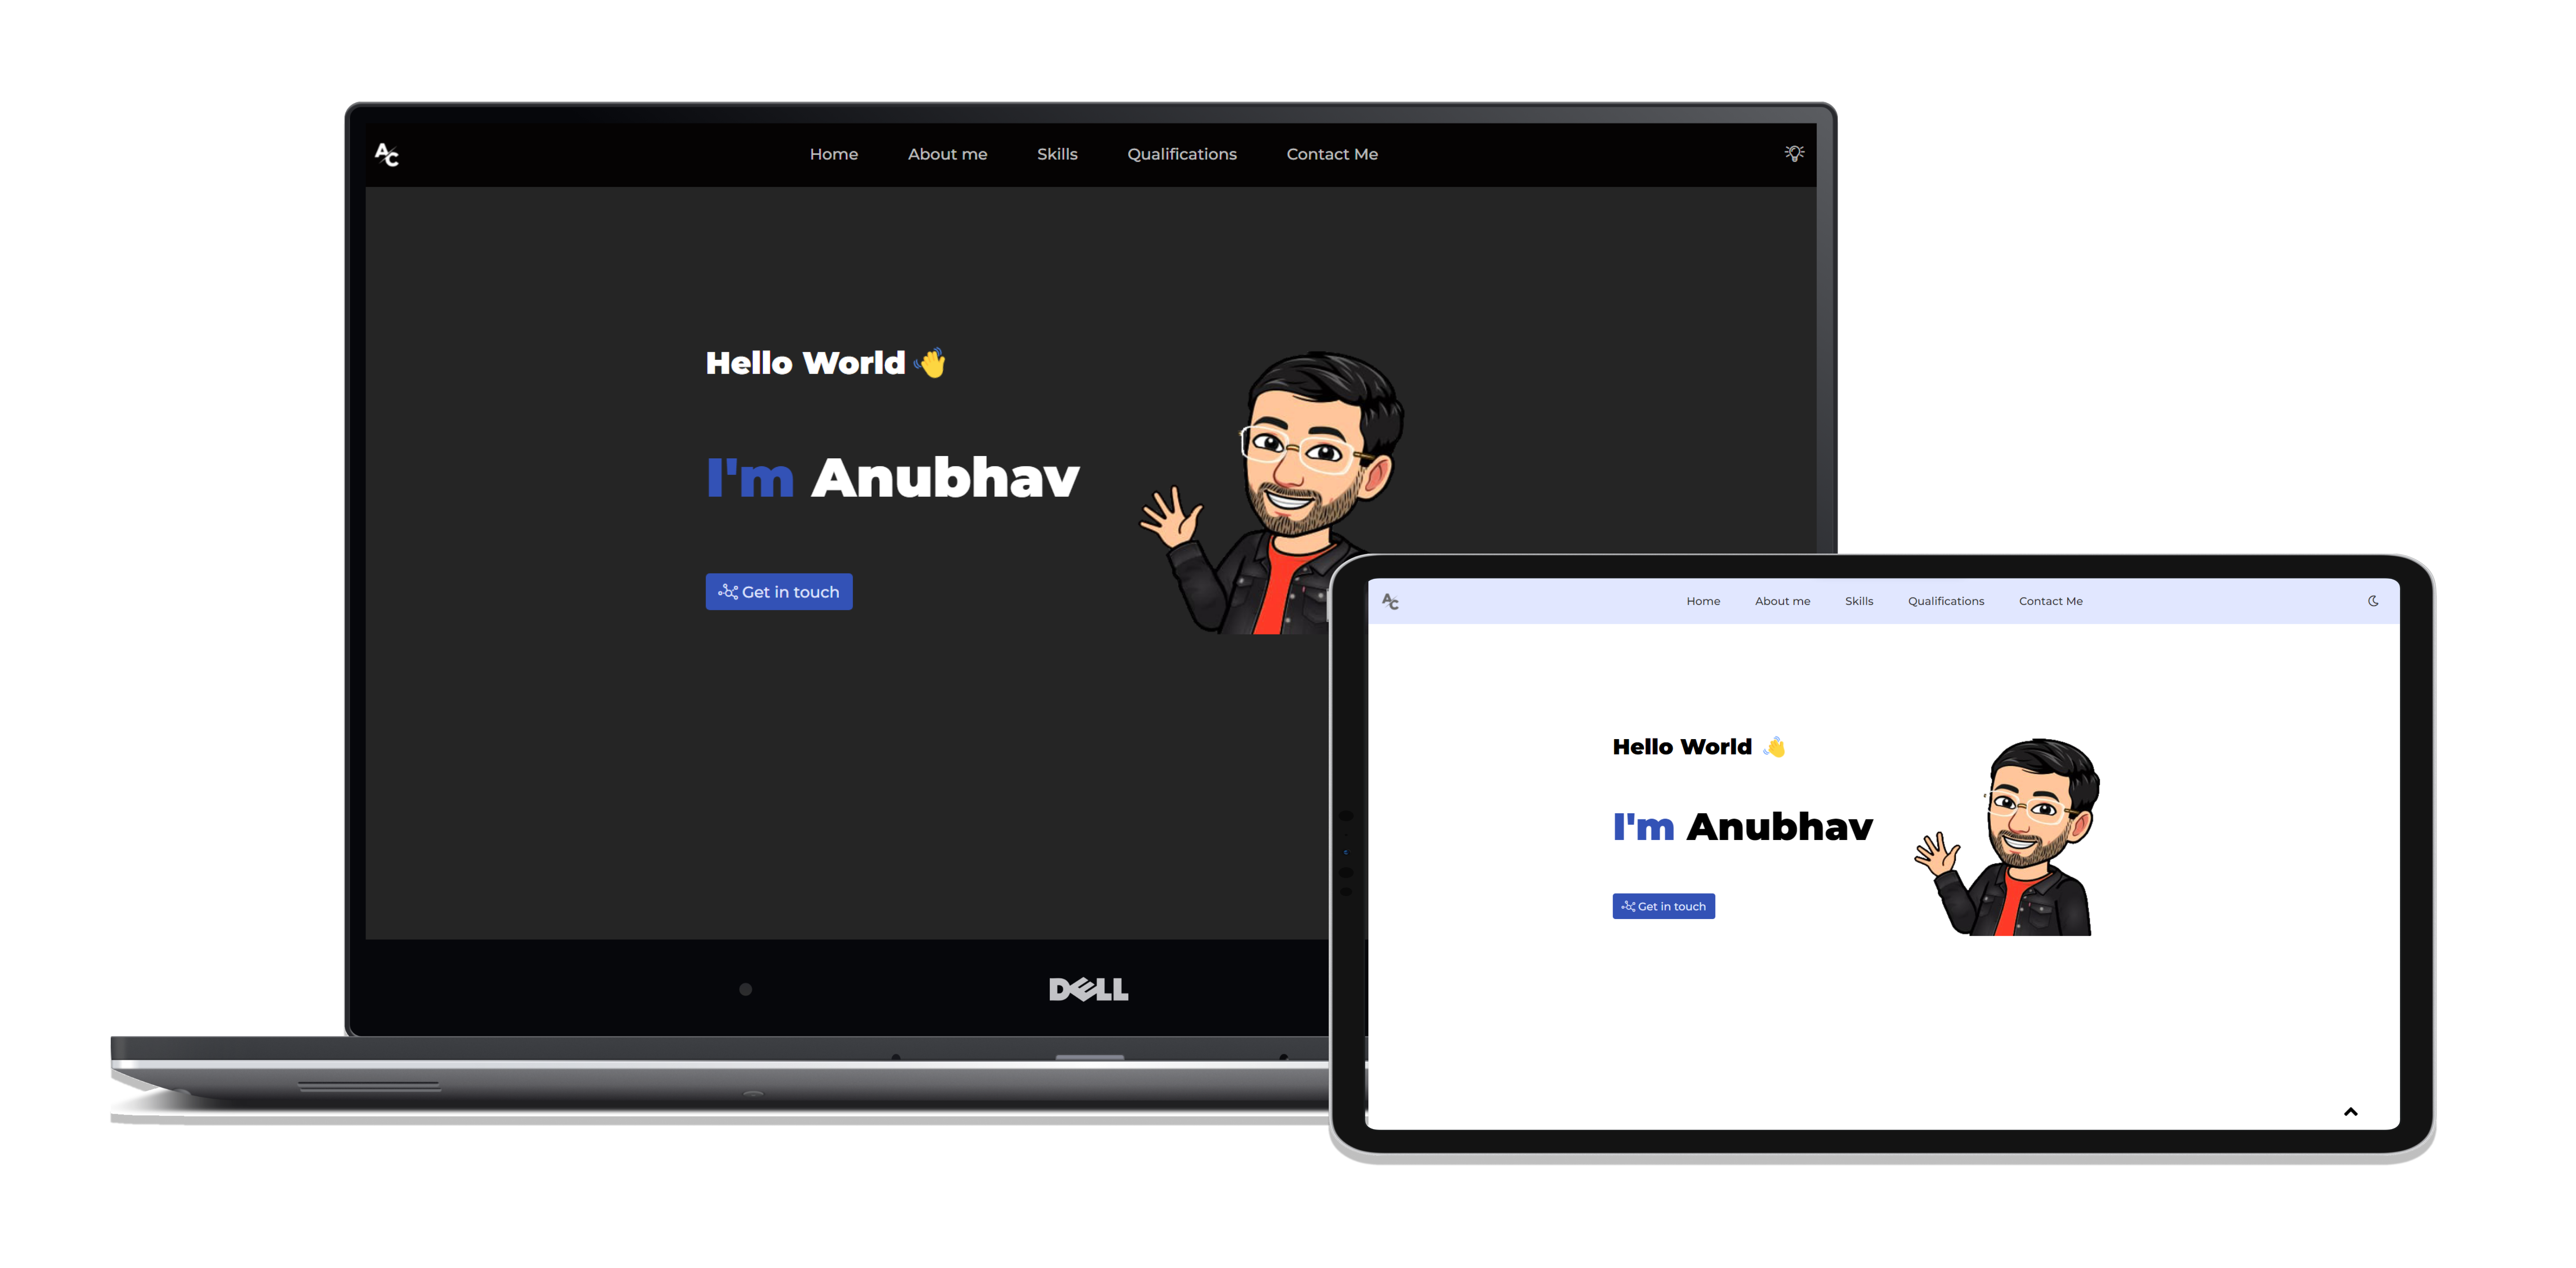 AC
Home About me Skills Qualifications Contact Me
Hello World 👋
I'm Anubhav
Get in touch
DELL
AC
Home About me Skills Qualifications Contact Me
Hello World 👋
I'm Anubhav
Get in touch